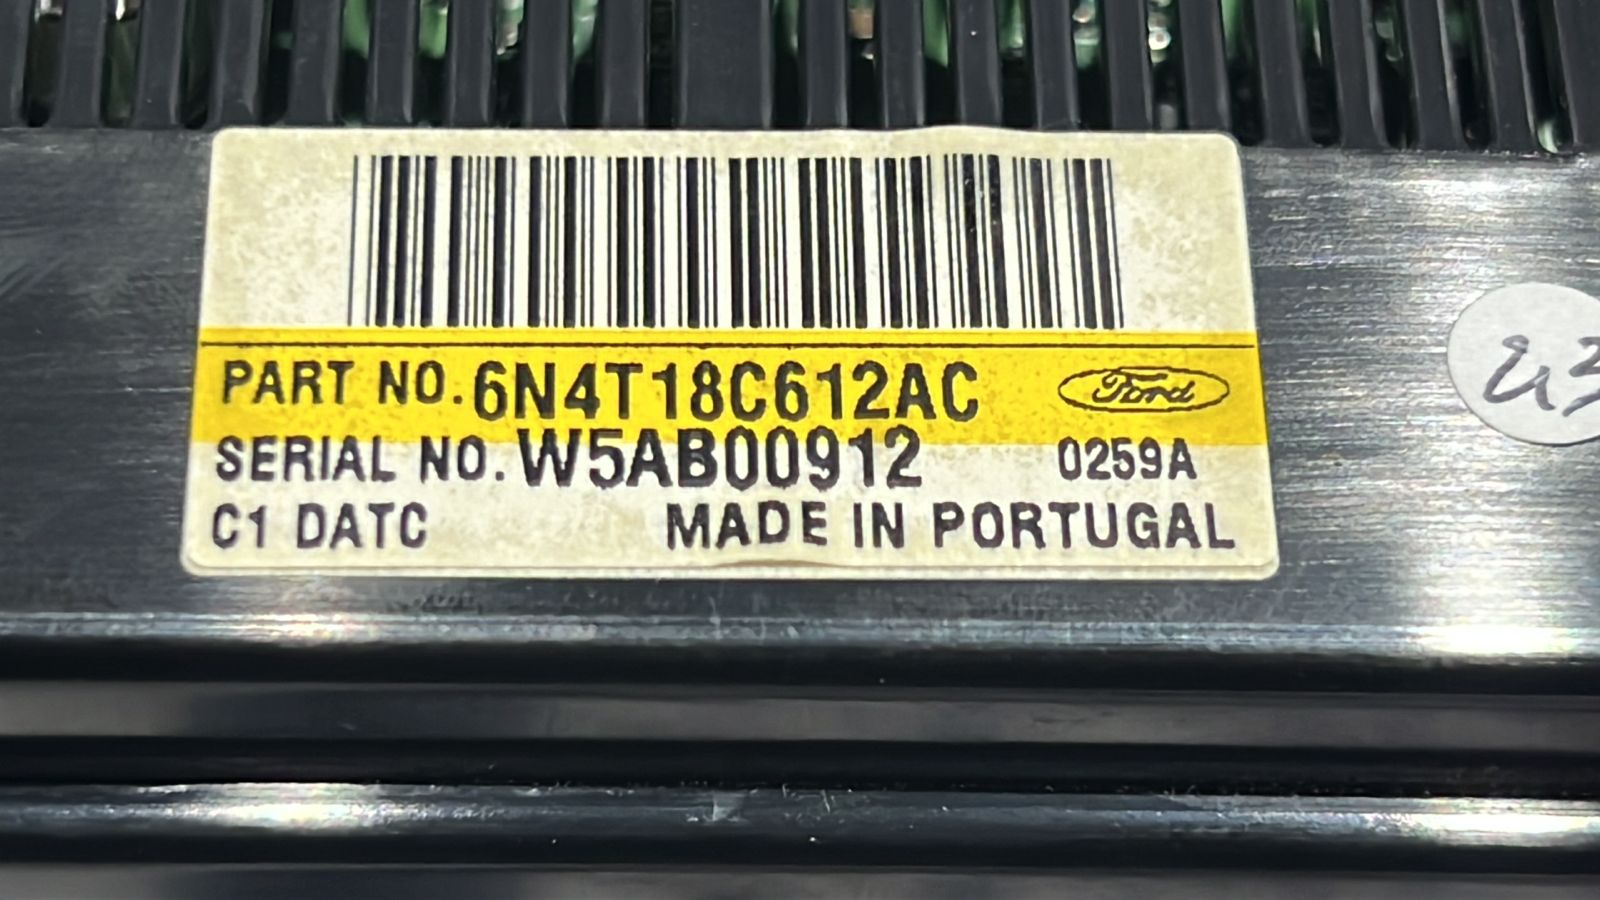 PART NO. 6N4T18C612AC Ford
SERIAL NO. W5AB00912 0259A
C1 DATC MADE IN PORTUGAL